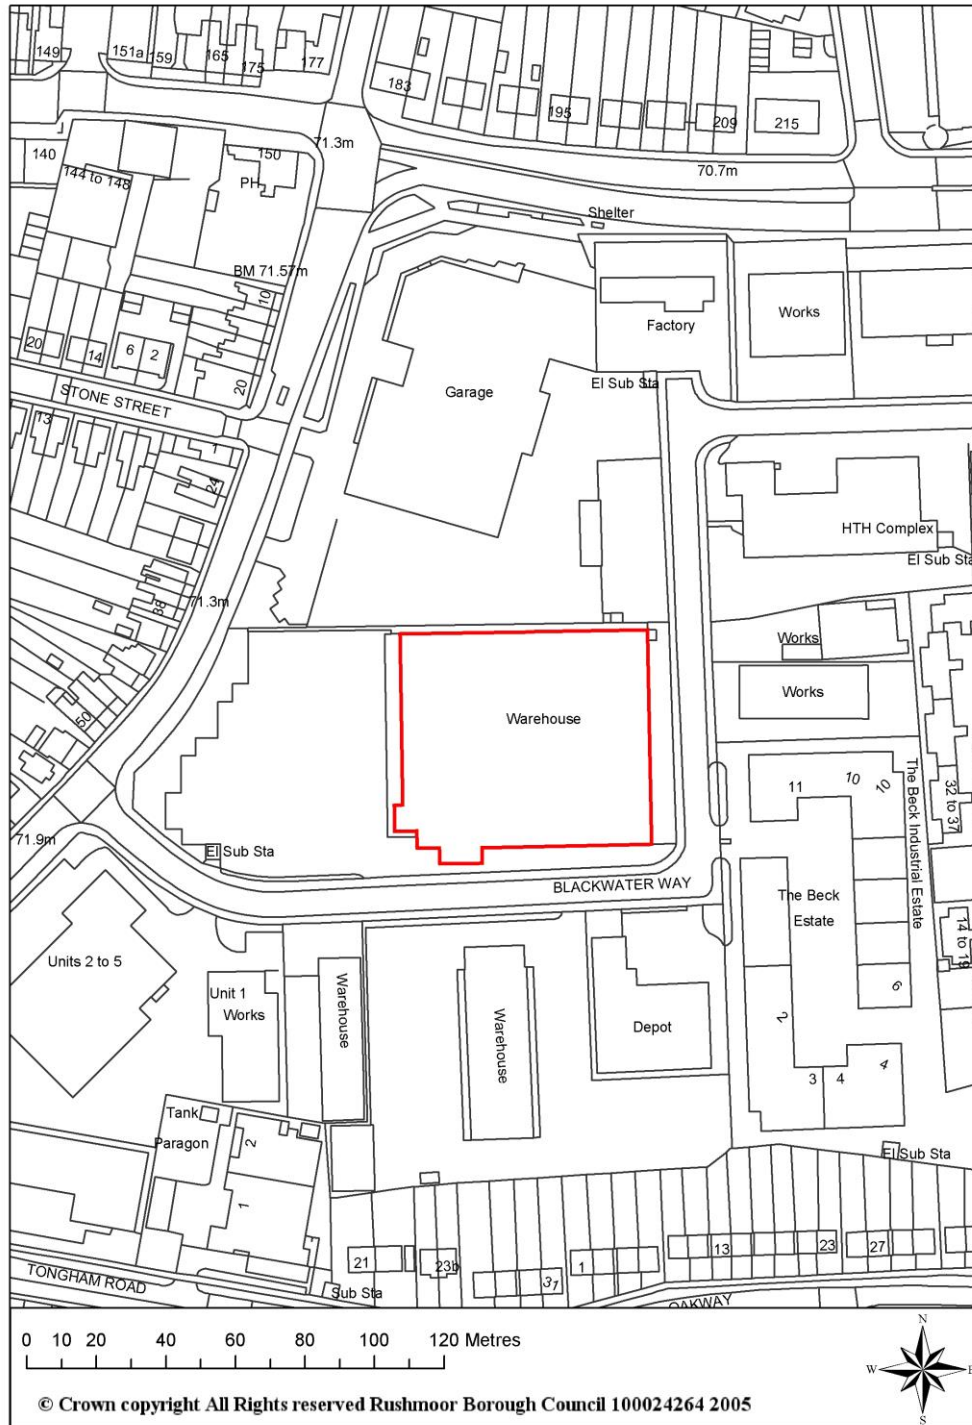 149
151a
159
165
175
177
183
195
209
215
140
144 to 148
150
PH
71.3m
70.7m
Shelter
BM 71.57m
10
20
20
14
6
2
STONE STREET
13
1
24
Garage
Factory
Works
El Sub Sta
HTH Complex
El Sub Sta
38
71.3m
50
71.9m
Warehouse
Works
Works
El Sub Sta
BLACKWATER WAY
11
10
10
The Beck Industrial Estate
32 to 37
The Beck
Estate
14 to 19
6
2
3
4
4
El Sub Sta
Units 2 to 5
Unit 1
Works
Warehouse
Warehouse
Depot
Tank
Paragon
2
1
TONGHAM ROAD
Sub Sta
21
23b
31
1
13
23
27
OAKWAY
0 10 20 40 60 80 100 120 Metres
N
W
E
S
© Crown copyright All Rights reserved Rushmoor Borough Council 100024264 2005